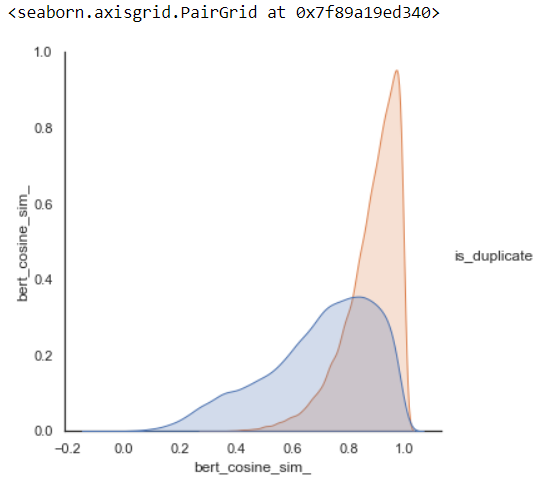 <seaborn.axisgrid.PairGrid at 0x7f89a19ed340>
1.0
0.8
0.6
0.4
0.2
0.0
bert_cosine_sim_
−0.2 0.0 0.2 0.4 0.6 0.8 1.0
bert_cosine_sim_
is_duplicate